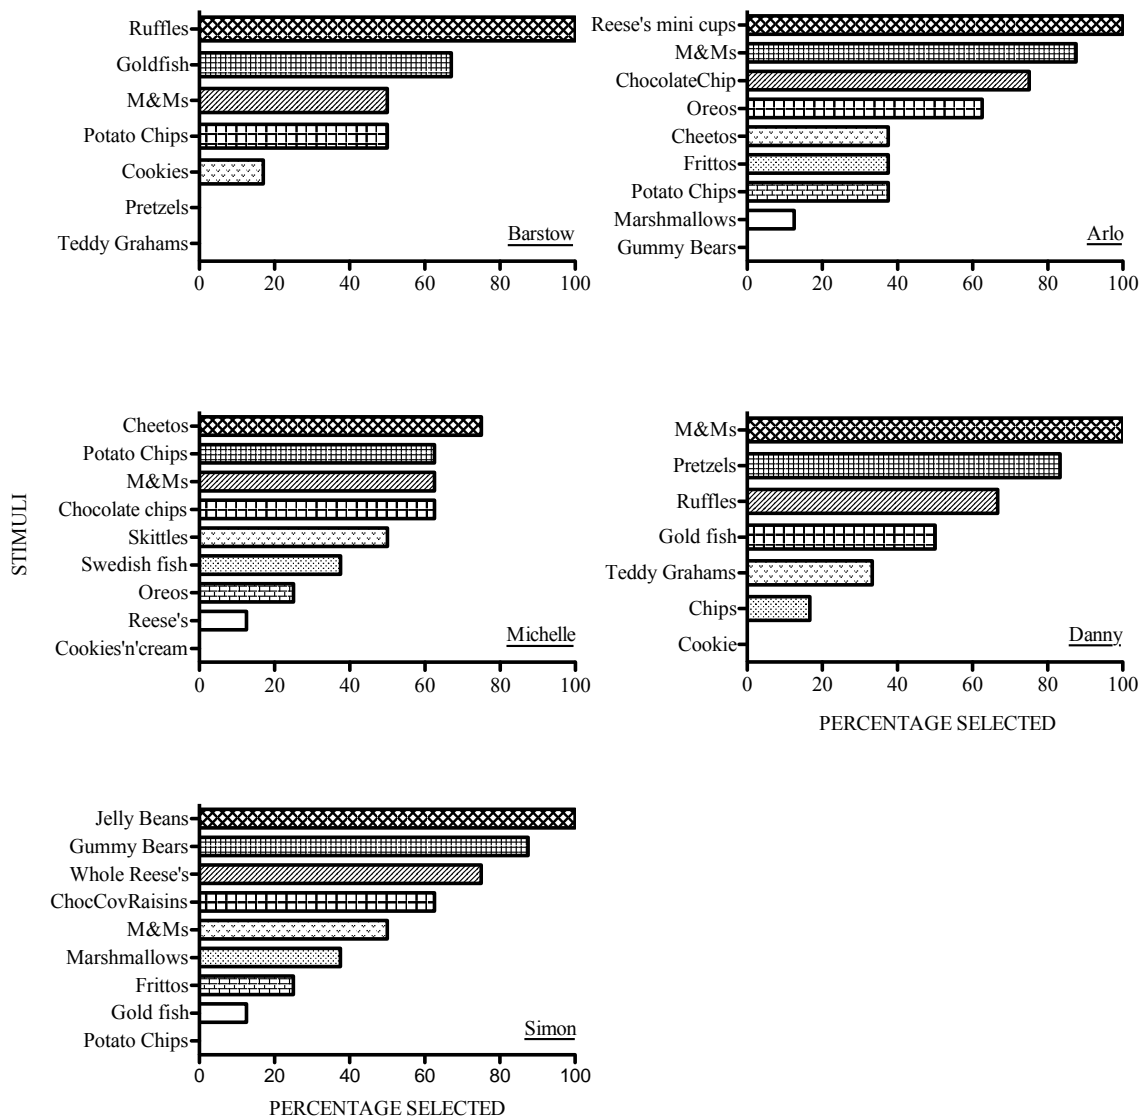 Ruffles
Goldfish
M&Ms
Potato Chips
Cookies
Pretzels
Teddy Grahams
Barstow
0 20 40 60 80 100
Reese's mini cups
M&Ms
ChocolateChip
Oreos
Cheetos
Frittos
Potato Chips
Marshmallows
Gummy Bears
Arlo
0 20 40 60 80 100
STIMULI
Cheetos
Potato Chips
M&Ms
Chocolate chips
Skittles
Swedish fish
Oreos
Reese's
Cookies'n'cream
Michelle
0 20 40 60 80 100
M&Ms
Pretzels
Ruffles
Gold fish
Teddy Grahams
Chips
Cookie
Danny
0 20 40 60 80 100
PERCENTAGE SELECTED
Jelly Beans
Gummy Bears
Whole Reese's
ChocCovRaisins
M&Ms
Marshmallows
Frittos
Gold fish
Potato Chips
Simon
0 20 40 60 80 100
PERCENTAGE SELECTED